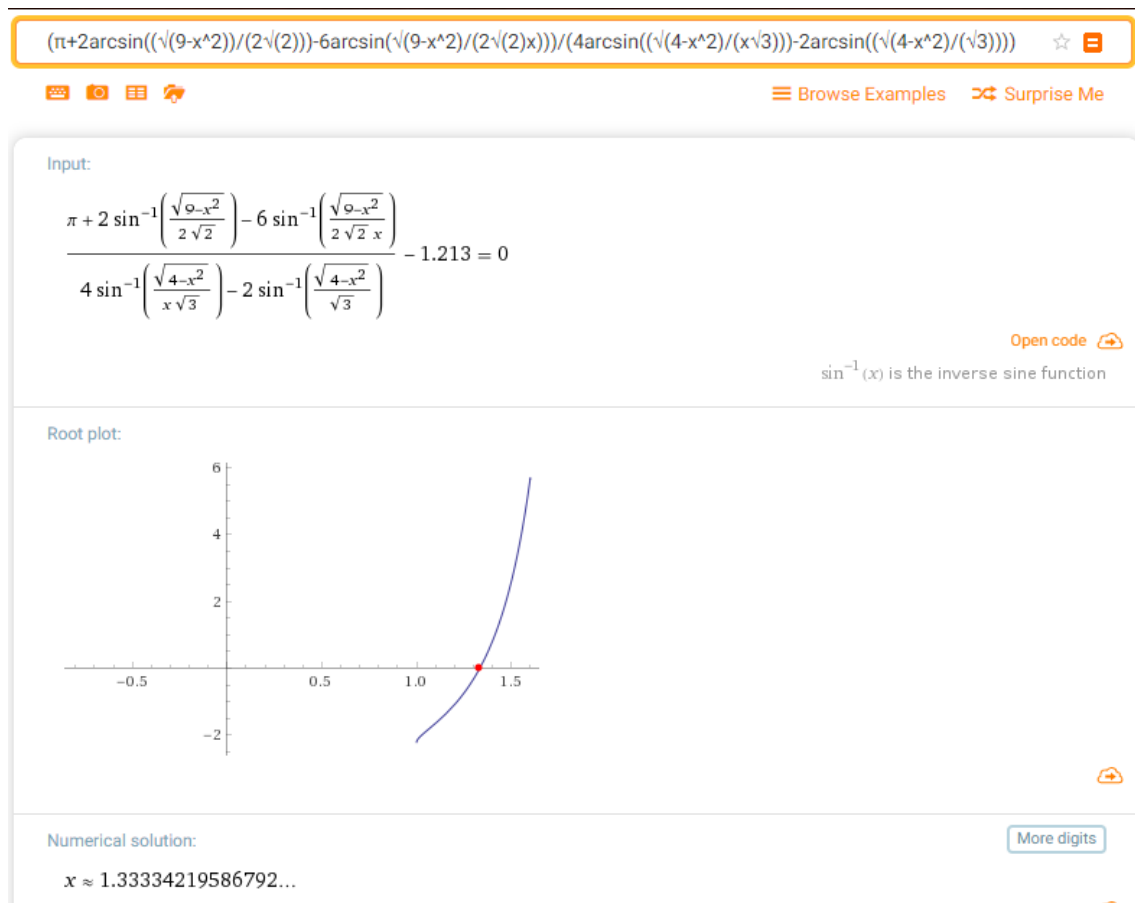 (π+2arcsin((√(9-x^2))/(2√(2)))-6arcsin(√(9-x^2)/(2√(2)x)))/(4arcsin((√(4-x^2)/(x√3)))-2arcsin((√(4-x^2)/(√3))))
Browse Examples Surprise Me
Input:
(π + 2 sin⁻¹(√(9-x²) / (2 √2)) - 6 sin⁻¹(√(9-x²) / (2 √2 x))) / (4 sin⁻¹(√(4-x²) / (x √3)) - 2 sin⁻¹(√(4-x²) / √3)) - 1.213 = 0
Open code
sin⁻¹(x) is the inverse sine function
Root plot:
6
4
2
-0.5 0.5 1.0 1.5
-2
Numerical solution:
More digits
x ≈ 1.33334219586792...